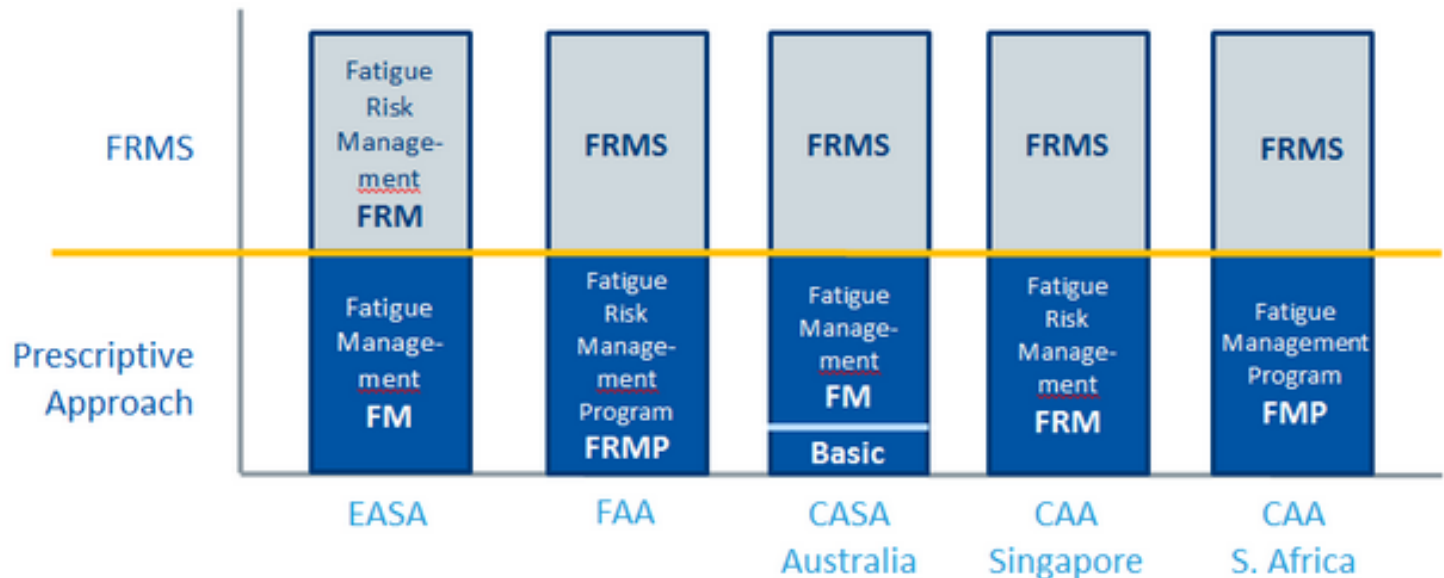 FRMS
Prescriptive
Approach
Fatigue
Risk
Manage-
ment
FRM
FRMS
FRMS
FRMS
FRMS
Fatigue
Manage-
ment
FM
Fatigue
Risk
Manage-
ment
Program
FRMP
Fatigue
Manage-
ment
FM
Basic
Fatigue
Risk
Manage-
ment
FRM
Fatigue
Management
Program
FMP
EASA
FAA
CASA
Australia
CAA
Singapore
CAA
S. Africa